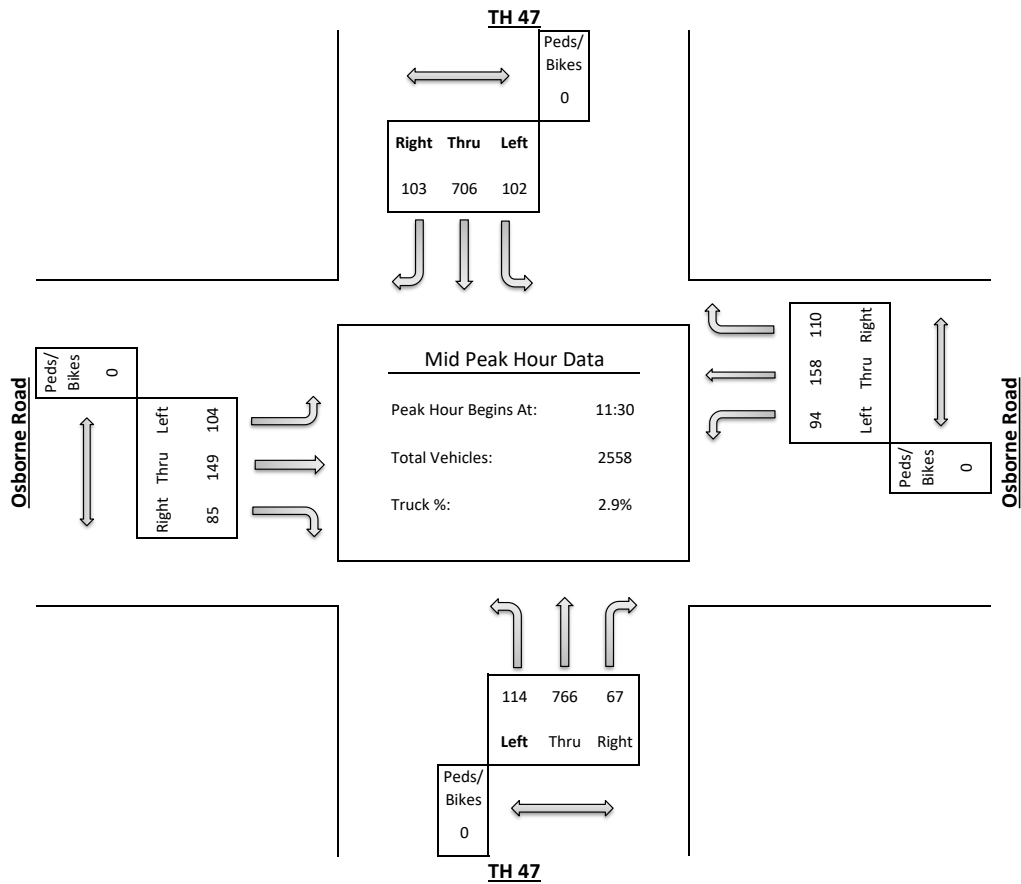 TH 47
Peds/
Bikes
0
Right Thru Left
103 706 102
Osborne Road
Peds/
Bikes
0
Left 104
Thru 149
Right 85
Mid Peak Hour Data
Peak Hour Begins At: 11:30
Total Vehicles: 2558
Truck %: 2.9%
110 Right
158 Thru
94 Left
Peds/
Bikes
0
Osborne Road
114 766 67
Left Thru Right
Peds/
Bikes
0
TH 47